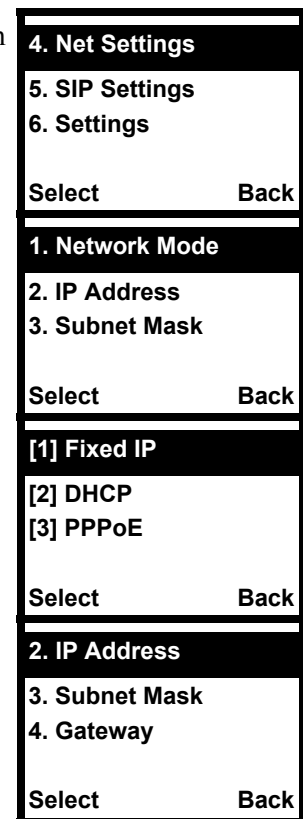 4. Net Settings
5. SIP Settings
6. Settings
Select Back
1. Network Mode
2. IP Address
3. Subnet Mask
Select Back
[1] Fixed IP
[2] DHCP
[3] PPPoE
Select Back
2. IP Address
3. Subnet Mask
4. Gateway
Select Back